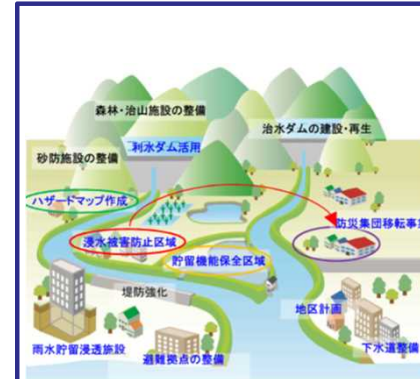 森林・治山施設の整備
治水ダムの建設・再生
利水ダム活用
砂防施設の整備
ハザードマップ作成
防災集団移転事
浸水被害防止区域
貯留機能保全区域
堤防強化
地区計画
雨水貯留浸透施設
避難拠点の整備
下水道整備